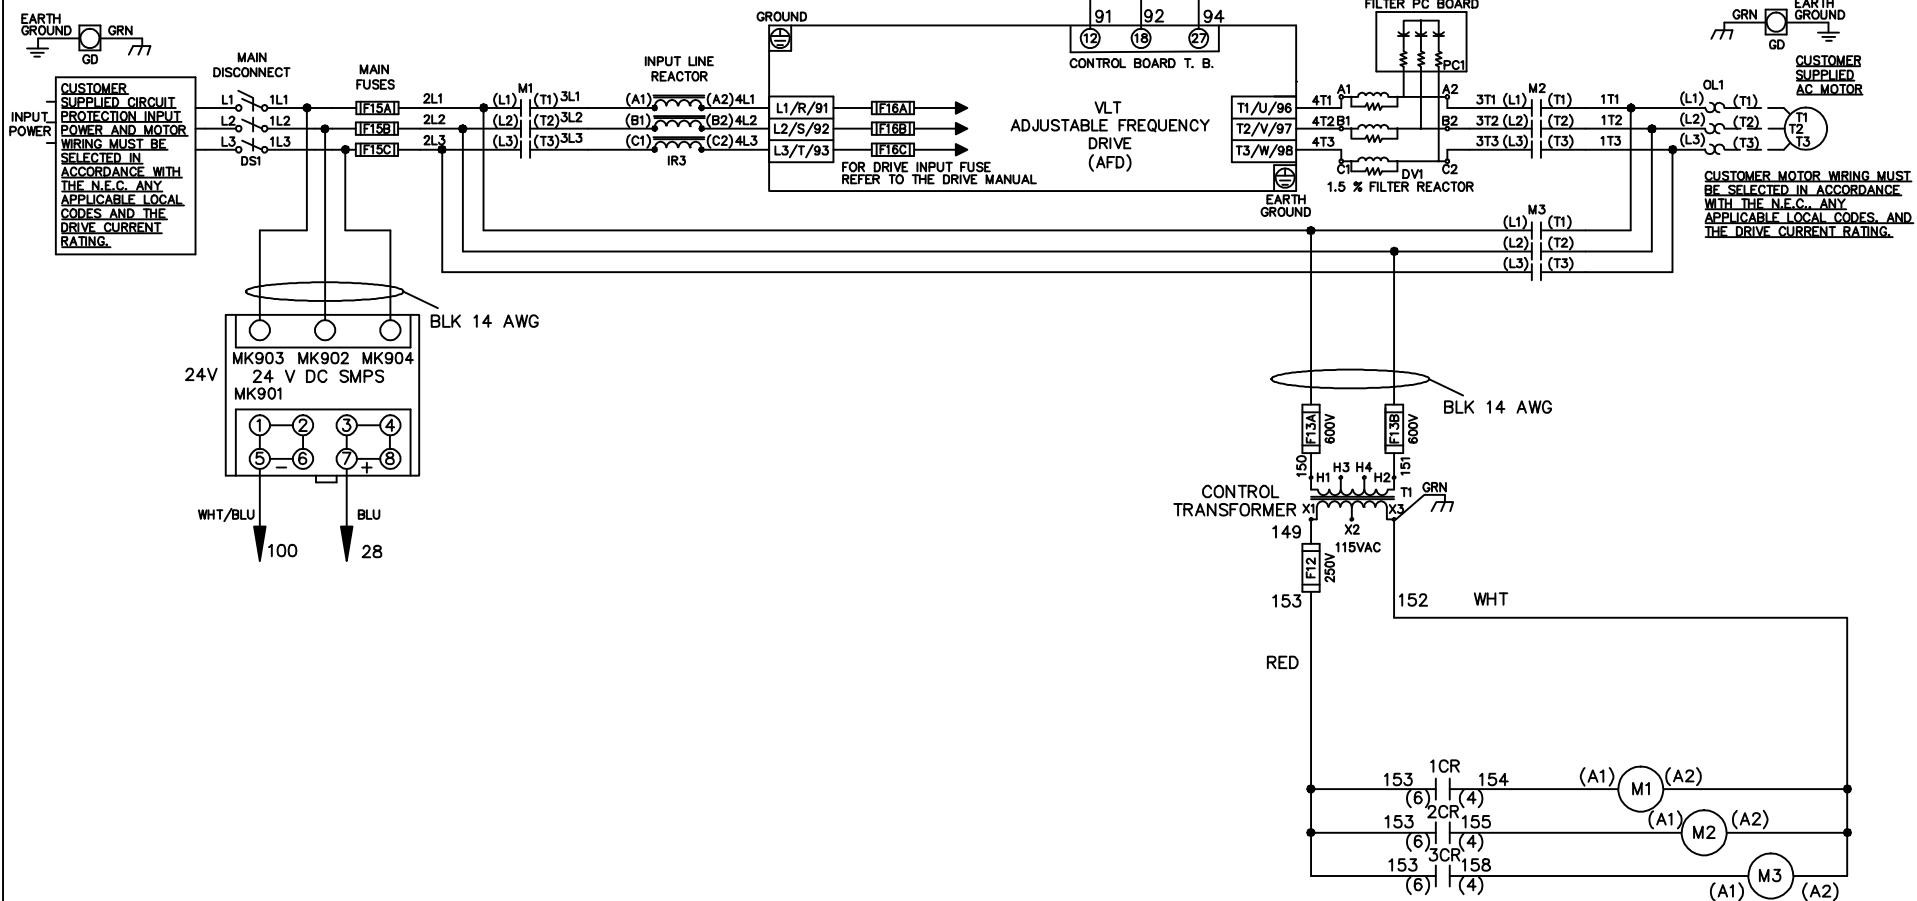 EARTH
GROUND
GRN
GD
CUSTOMER
SUPPLIED CIRCUIT
PROTECTION INPUT
POWER AND MOTOR
WIRING MUST BE
SELECTED IN
ACCORDANCE WITH
THE N.E.C. ANY
APPLICABLE LOCAL
CODES AND THE
DRIVE CURRENT
RATING.
INPUT
POWER
MAIN
DISCONNECT
L1 1L1
L2 1L2
L3 1L3
DS1
MAIN
FUSES
F15A
F15B
F15C
2L1
2L2
2L3
M1
(L1) (T1) 3L1
(L2) (T2) 3L2
(L3) (T3) 3L3
INPUT LINE
REACTOR
(A1) (A2) 4L1
(B1) (B2) 4L2
(C1) (C2) 4L3
IR3
GROUND
L1/R/91
L2/S/92
L3/T/93
F16A
F16B
F16C
FOR DRIVE INPUT FUSE
REFER TO THE DRIVE MANUAL
91 92 94
12 18 27
CONTROL BOARD T. B.
VLT
ADJUSTABLE FREQUENCY
DRIVE
(AFD)
T1/U/96
T2/V/97
T3/W/98
EARTH
GROUND
FILTER PC BOARD
PC1
4T1 A1 A2
4T2 B1 B2
4T3 C1 C2
DV1
1.5 % FILTER REACTOR
M2
3T1 (L1) (T1) 1T1
3T2 (L2) (T2) 1T2
3T3 (L3) (T3) 1T3
OL1
(L1) (T1)
(L2) (T2)
(L3) (T3)
T1
T2
T3
GRN
EARTH
GROUND
GD
CUSTOMER
SUPPLIED
AC MOTOR
CUSTOMER MOTOR WIRING MUST
BE SELECTED IN ACCORDANCE
WITH THE N.E.C., ANY
APPLICABLE LOCAL CODES, AND
THE DRIVE CURRENT RATING.
M3
(L1) (T1)
(L2) (T2)
(L3) (T3)
BLK 14 AWG
MK903 MK902 MK904
24V
24 V DC SMPS
MK901
1 2 3 4
5 - 6 7 + 8
WHT/BLU
BLU
100
28
BLK 14 AWG
F13A
600V
F13B
600V
150
151
H1 H3 H4 H2
T1
GRN
CONTROL
TRANSFORMER
X1 X2 X3
149
115VAC
F12
250V
153
152
WHT
RED
1CR
153 154
(6) (4)
(A1) M1 (A2)
2CR
153 155
(6) (4)
(A1) M2 (A2)
3CR
153 158
(6) (4)
(A1) M3 (A2)